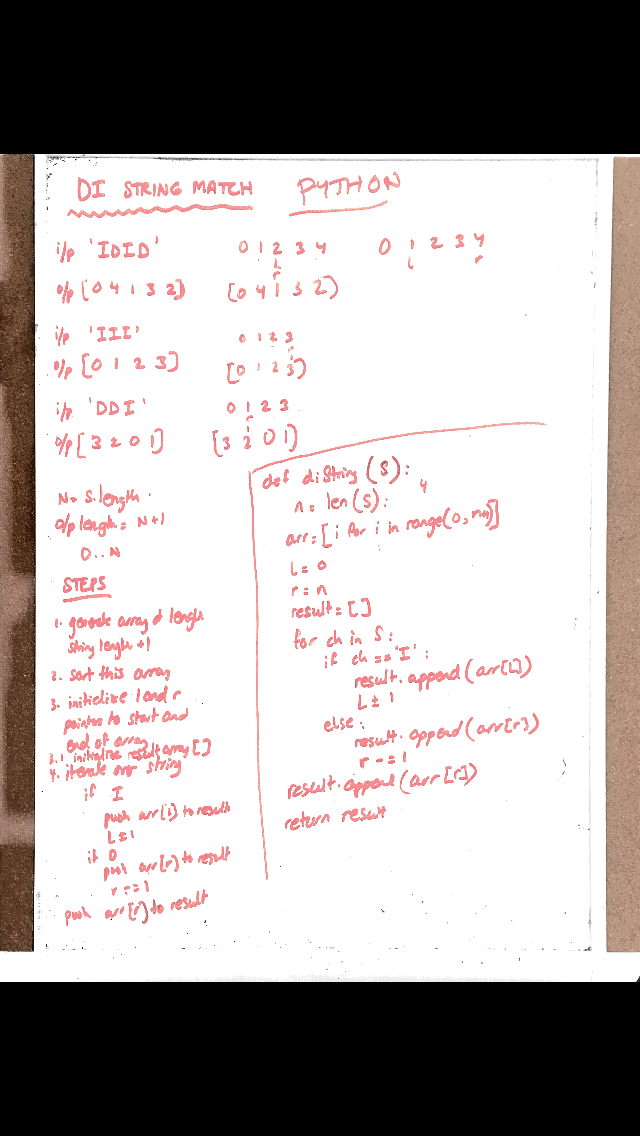 DI STRING MATCH PYTHON
i/p 'IDID' 0 1 2 3 4 0 1 2 3 4
L L r
r
o/p [0 4 1 3 2] [0 4 1 3 2]
i/p 'III' 0 1 2 3
o/p [0 1 2 3] [0 1 2 3]
i/p 'DDI' 0 1 2 3
o/p [3 2 0 1] [3 2 0 1]
N = S.length
o/p length = N+1
0..N
STEPS
1. generate array of length
string length +1
2. sort this array
3. initialize l and r
pointer to start and
end of array
3.1 initialize result array []
4. iterate over string
if I
push arr[l] to result
L=1
if D
push arr[r] to result
r -= 1
push arr[r] to result
def diString(S):
4
n = len(S):
arr = [i for i in range(0, n+1)]
L = 0
r = n
result = []
for ch in S:
if ch == 'I':
result.append(arr[L])
L ± 1
else:
result.append(arr[r])
r -= 1
result.append(arr[r])
return result